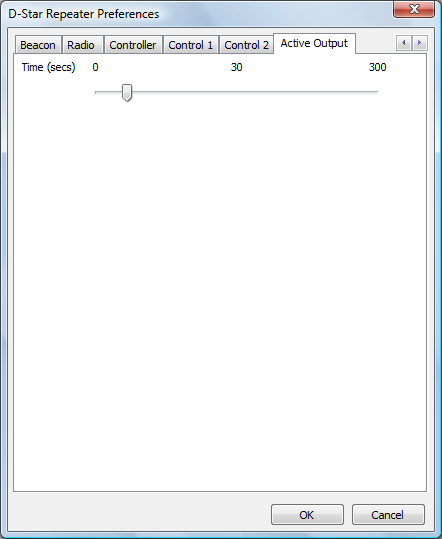 D-Star Repeater Preferences
Beacon Radio Controller Control 1 Control 2 Active Output
Time (secs) 0 30 300
OK Cancel